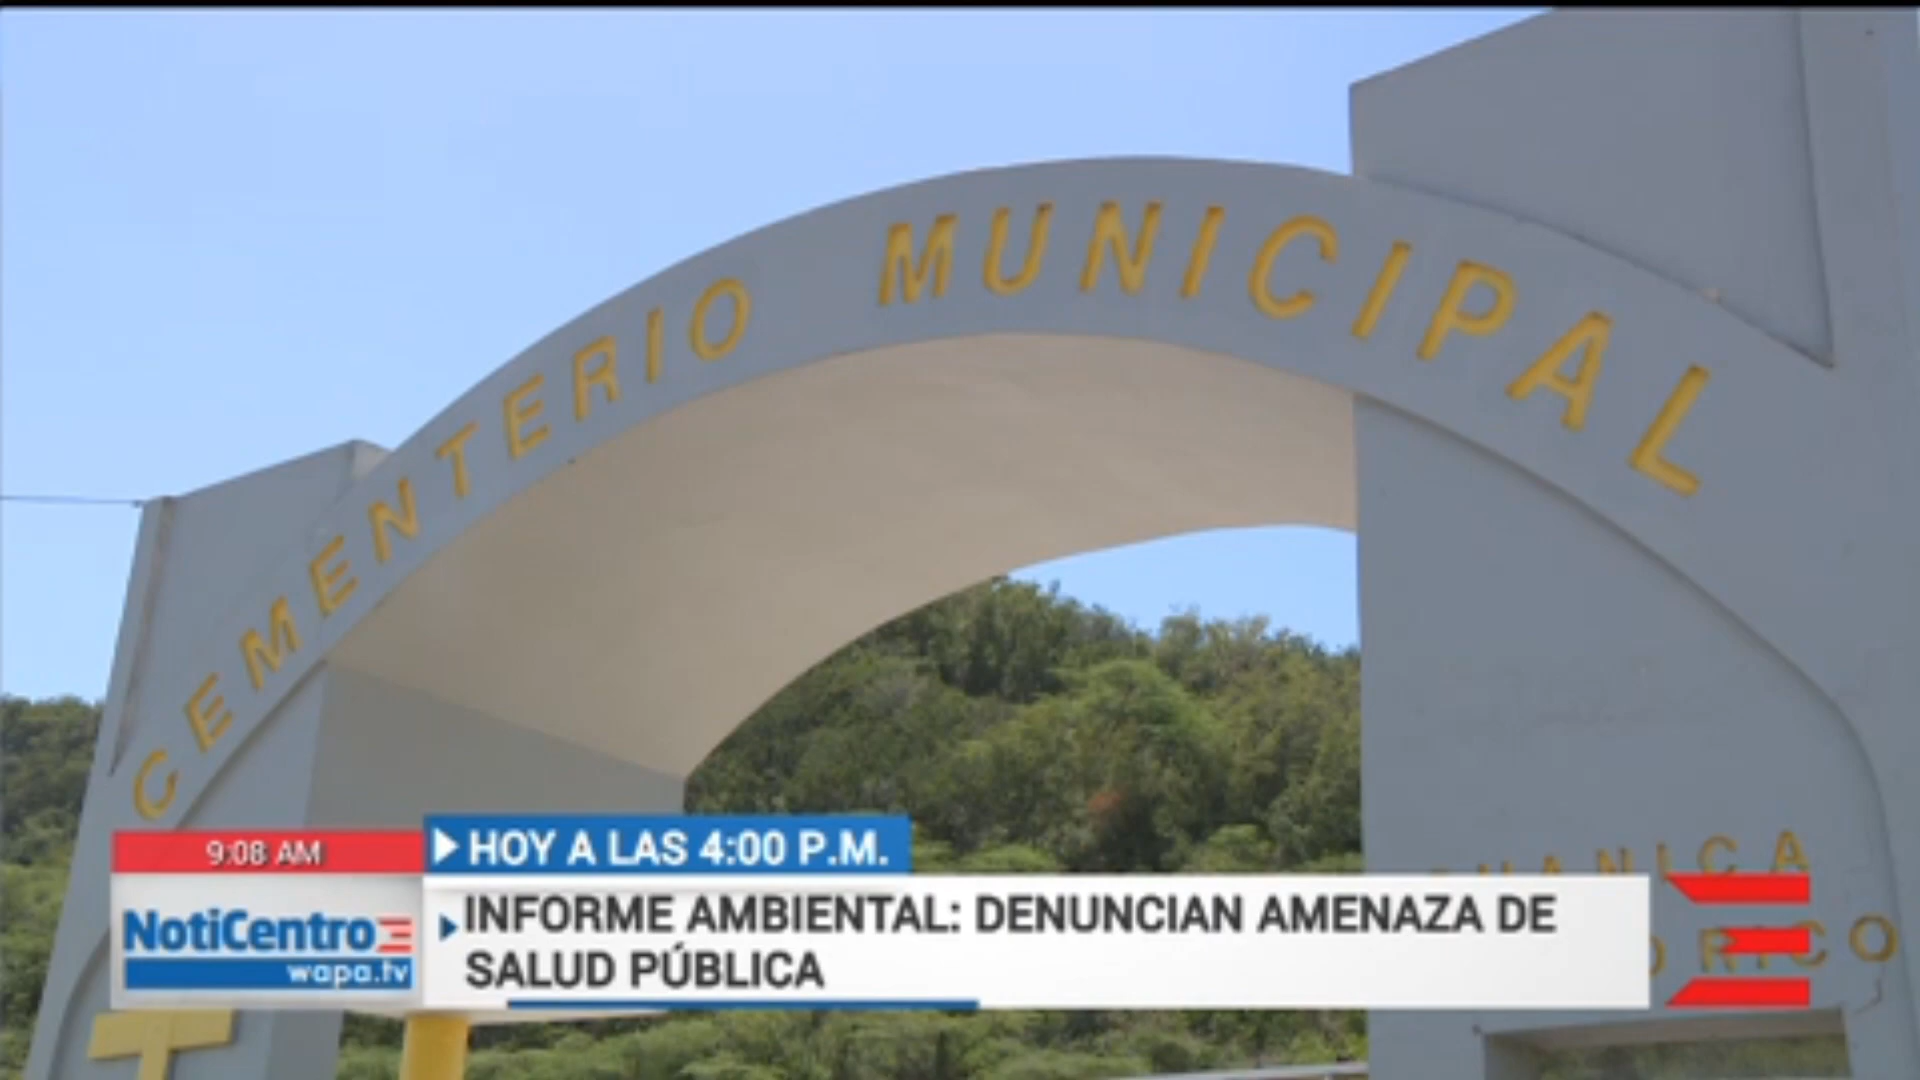 CEMENTERIO MUNICIPAL
9:08 AM
HOY A LAS 4:00 P.M.
NotiCentro
wapa.tv
INFORME AMBIENTAL: DENUNCIAN AMENAZA DE
SALUD PÚBLICA